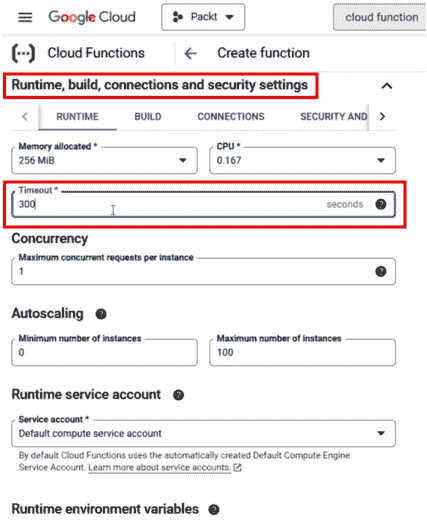 Google Cloud
Packt
cloud function
Cloud Functions
Create function
Runtime, build, connections and security settings
RUNTIME
BUILD
CONNECTIONS
SECURITY AND
Memory allocated *
256 MiB
CPU *
0.167
Timeout *
300
seconds
Concurrency
Maximum concurrent requests per instance
1
Autoscaling
Minimum number of instances
0
Maximum number of instances
100
Runtime service account
Service account *
Default compute service account
By default Cloud Functions uses the automatically created Default Compute Engine
Service Account. Learn more about service accounts.
Runtime environment variables